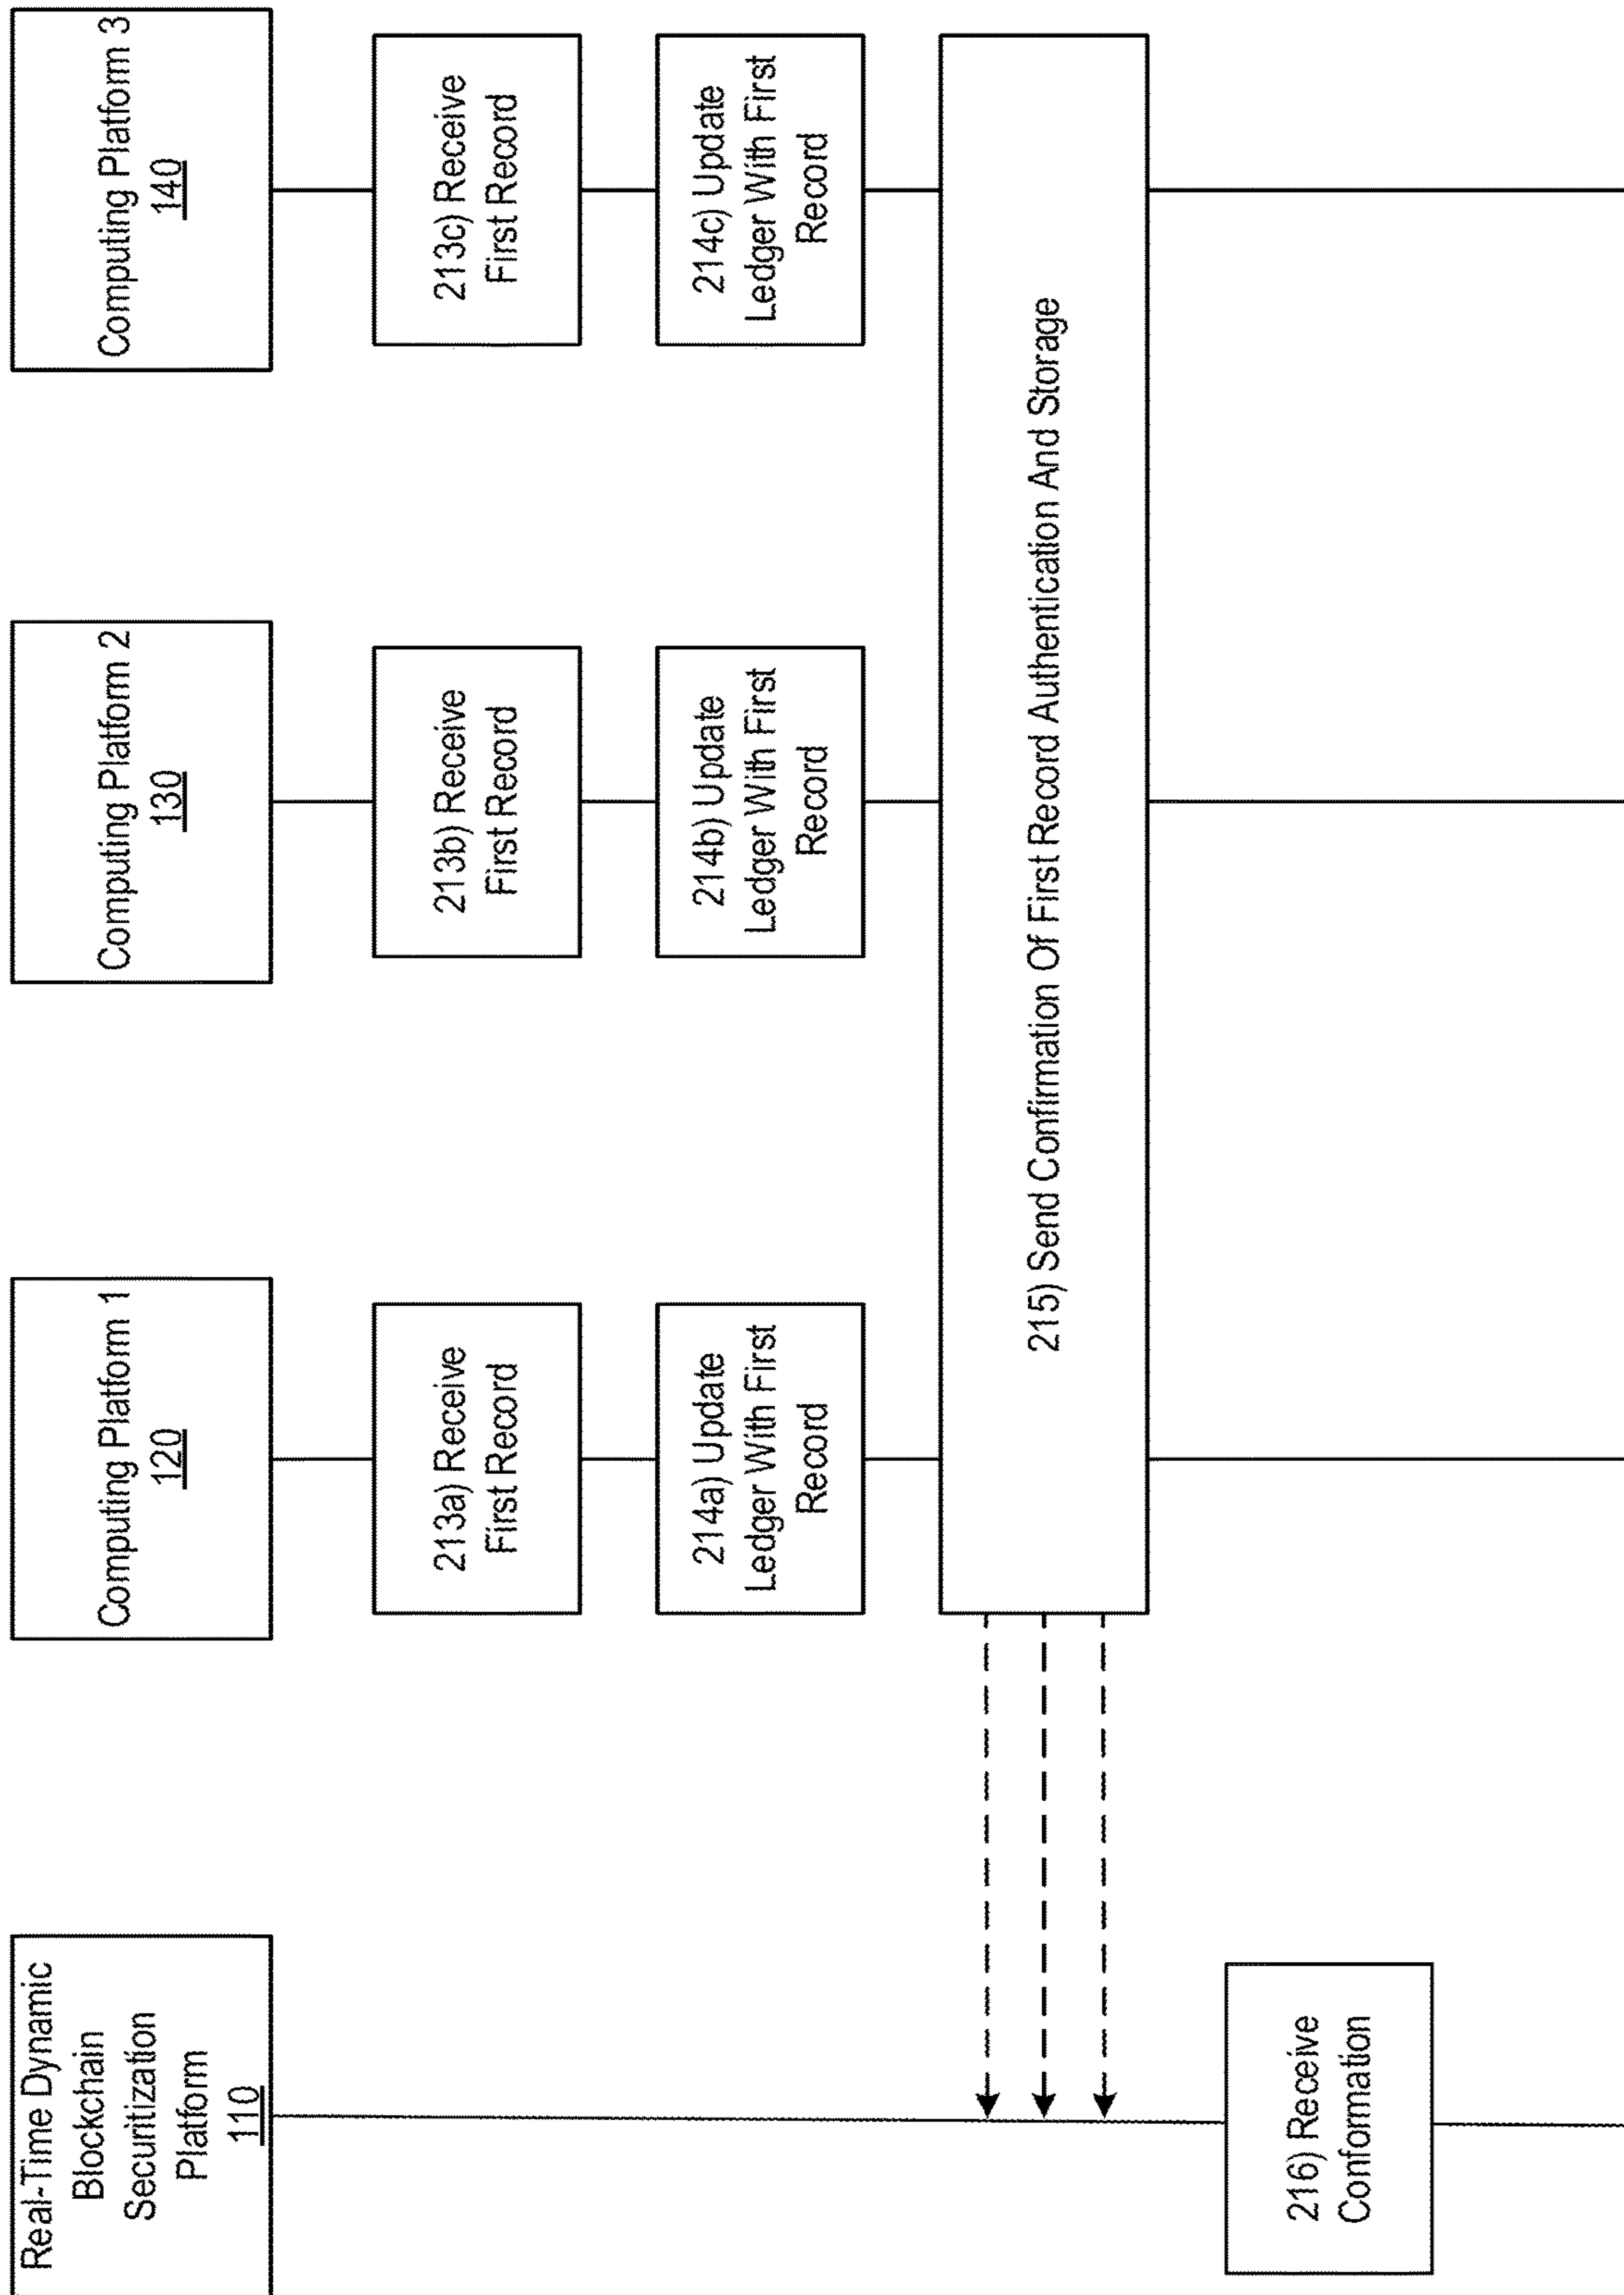 Real-Time Dynamic
Blockchain
Securitization
Platform
110
Computing Platform 1
120
Computing Platform 2
130
Computing Platform 3
140
213a) Receive
First Record
213b) Receive
First Record
213c) Receive
First Record
214a) Update
Ledger With First
Record
214b) Update
Ledger With First
Record
214c) Update
Ledger With First
Record
215) Send Confirmation Of First Record Authentication And Storage
216) Receive
Conformation